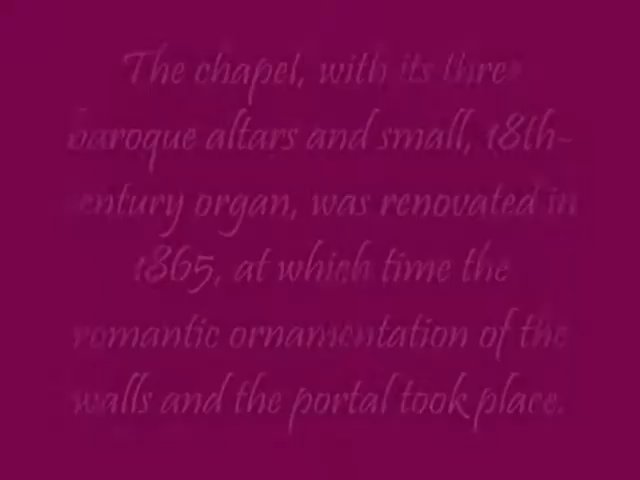 The chapel, with its three
baroque altars and small, 18th-
century organ, was renovated in
1865, at which time the
romantic ornamentation of the
walls and the portal took place.